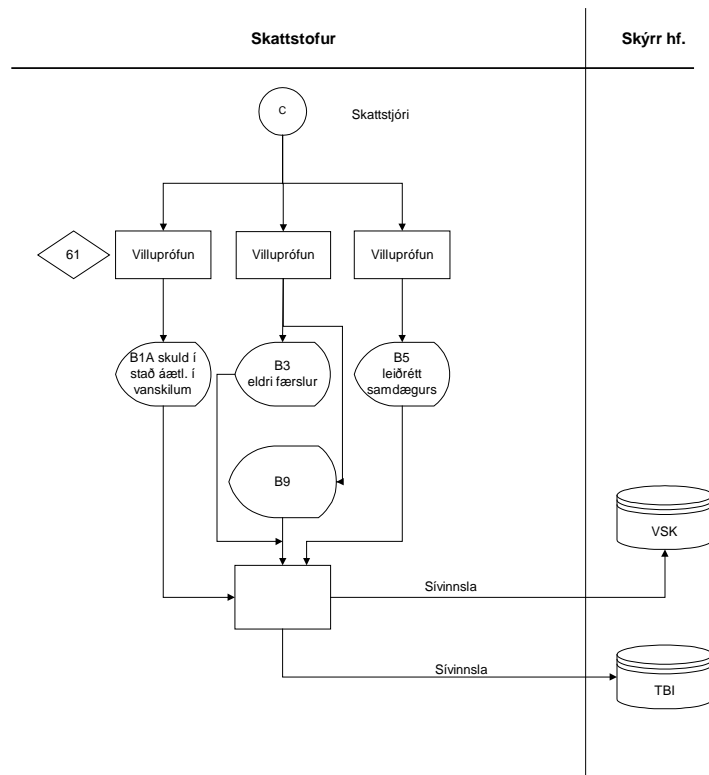 Skattstofur
Skýrr hf.
C
Skattstjóri
61
Villuprófun
Villuprófun
Villuprófun
B1A skuld í
stað áætl. í
vanskilum
B3
eldri færslur
B5
leiðrétt
samdægurs
B9
VSK
Sívinnsla
Sívinnsla
TBI